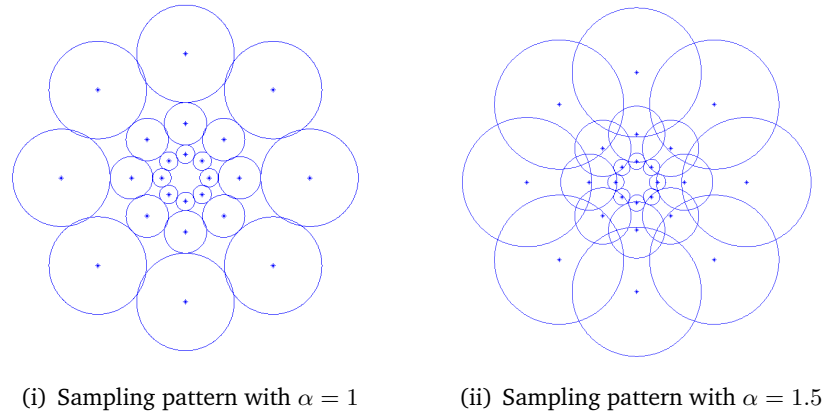 (i) Sampling pattern with α = 1
(ii) Sampling pattern with α = 1.5